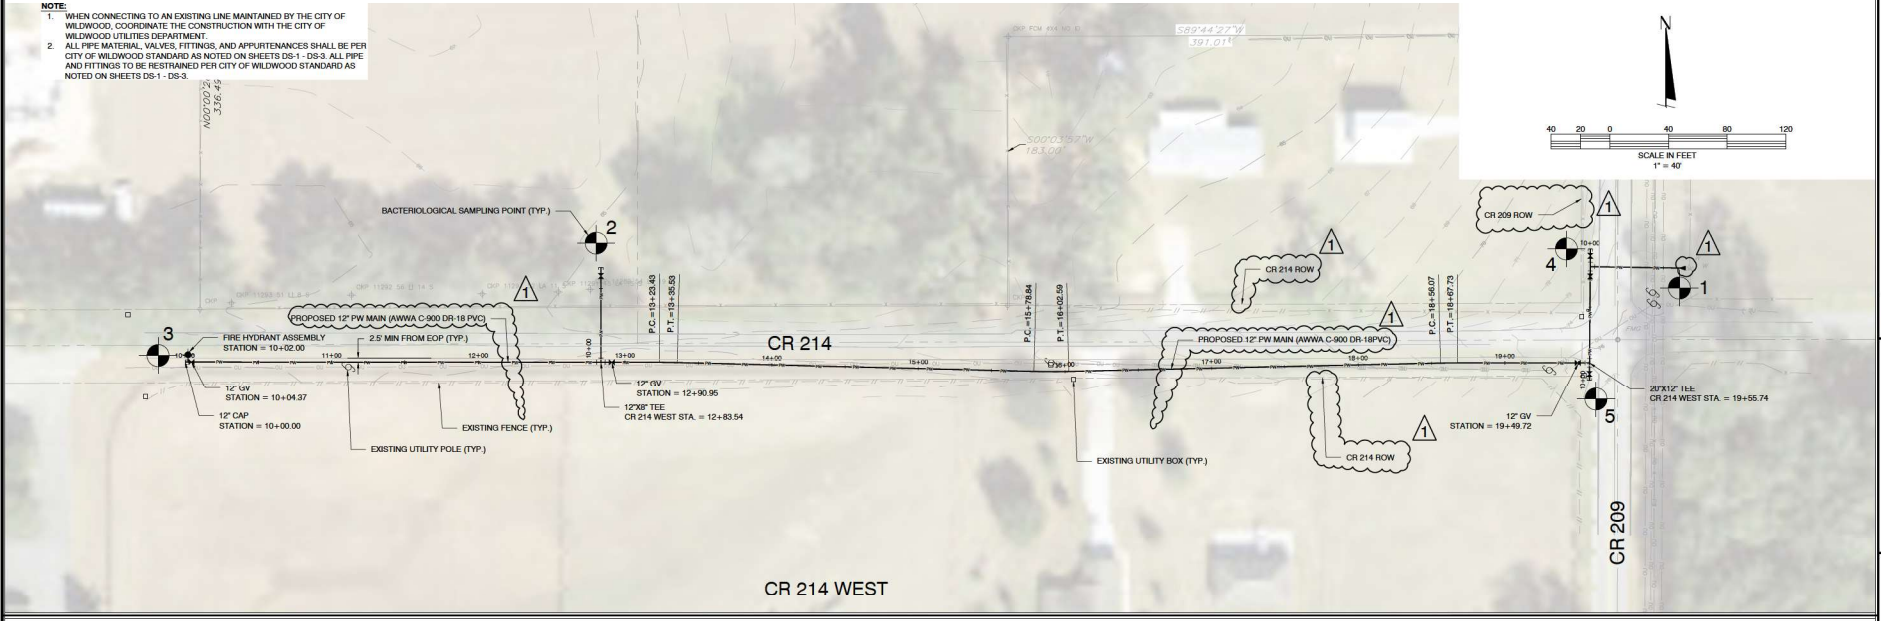 NOTE:
1. WHEN CONNECTING TO AN EXISTING LINE MAINTAINED BY THE CITY OF
WILDWOOD, COORDINATE THE CONSTRUCTION WITH THE CITY OF
WILDWOOD UTILITIES DEPARTMENT.
2. ALL PIPE MATERIAL, VALVES, FITTINGS, AND APPURTENANCES SHALL BE PER
CITY OF WILDWOOD STANDARD AS NOTED ON SHEETS DS-1 - DS-3. ALL PIPE
AND FITTINGS TO BE RESTRAINED PER CITY OF WILDWOOD STANDARD AS
NOTED ON SHEETS DS-1 - DS-3.
S89°44'27"W
391.01'
S00°03'57"W
183.00'
N
40 20 0 40 80 120
SCALE IN FEET
1" = 40'
BACTERIOLOGICAL SAMPLING POINT (TYP.)
2
CR 209 ROW
1
4
10+00
1
1
CR 214 ROW
1
P.C.=13+23.43
P.T.=13+35.53
P.C.=15+78.84
P.T.=16+02.59
P.C.=18+56.07
P.T.=18+67.73
1
PROPOSED 12" PW MAIN (AWWA C-900 DR-18 PVC)
1
PROPOSED 12" PW MAIN (AWWA C-900 DR-18PVC)
3
FIRE HYDRANT ASSEMBLY
STATION = 10+02.00
2.5' MIN FROM EOP (TYP.)
CR 214
10+00
11+00
12+00
13+00
14+00
15+00
16+00
17+00
18+00
19+00
10+00
10+00
12" GV
STATION = 10+04.37
12" CAP
STATION = 10+00.00
12" GV
STATION = 12+90.95
12"X8" TEE
CR 214 WEST STA. = 12+83.54
EXISTING FENCE (TYP.)
EXISTING UTILITY POLE (TYP.)
EXISTING UTILITY BOX (TYP.)
CR 214 ROW
1
12" GV
STATION = 19+49.72
5
20"X12" TEE
CR 214 WEST STA. = 19+55.74
69
CR 209
CR 214 WEST